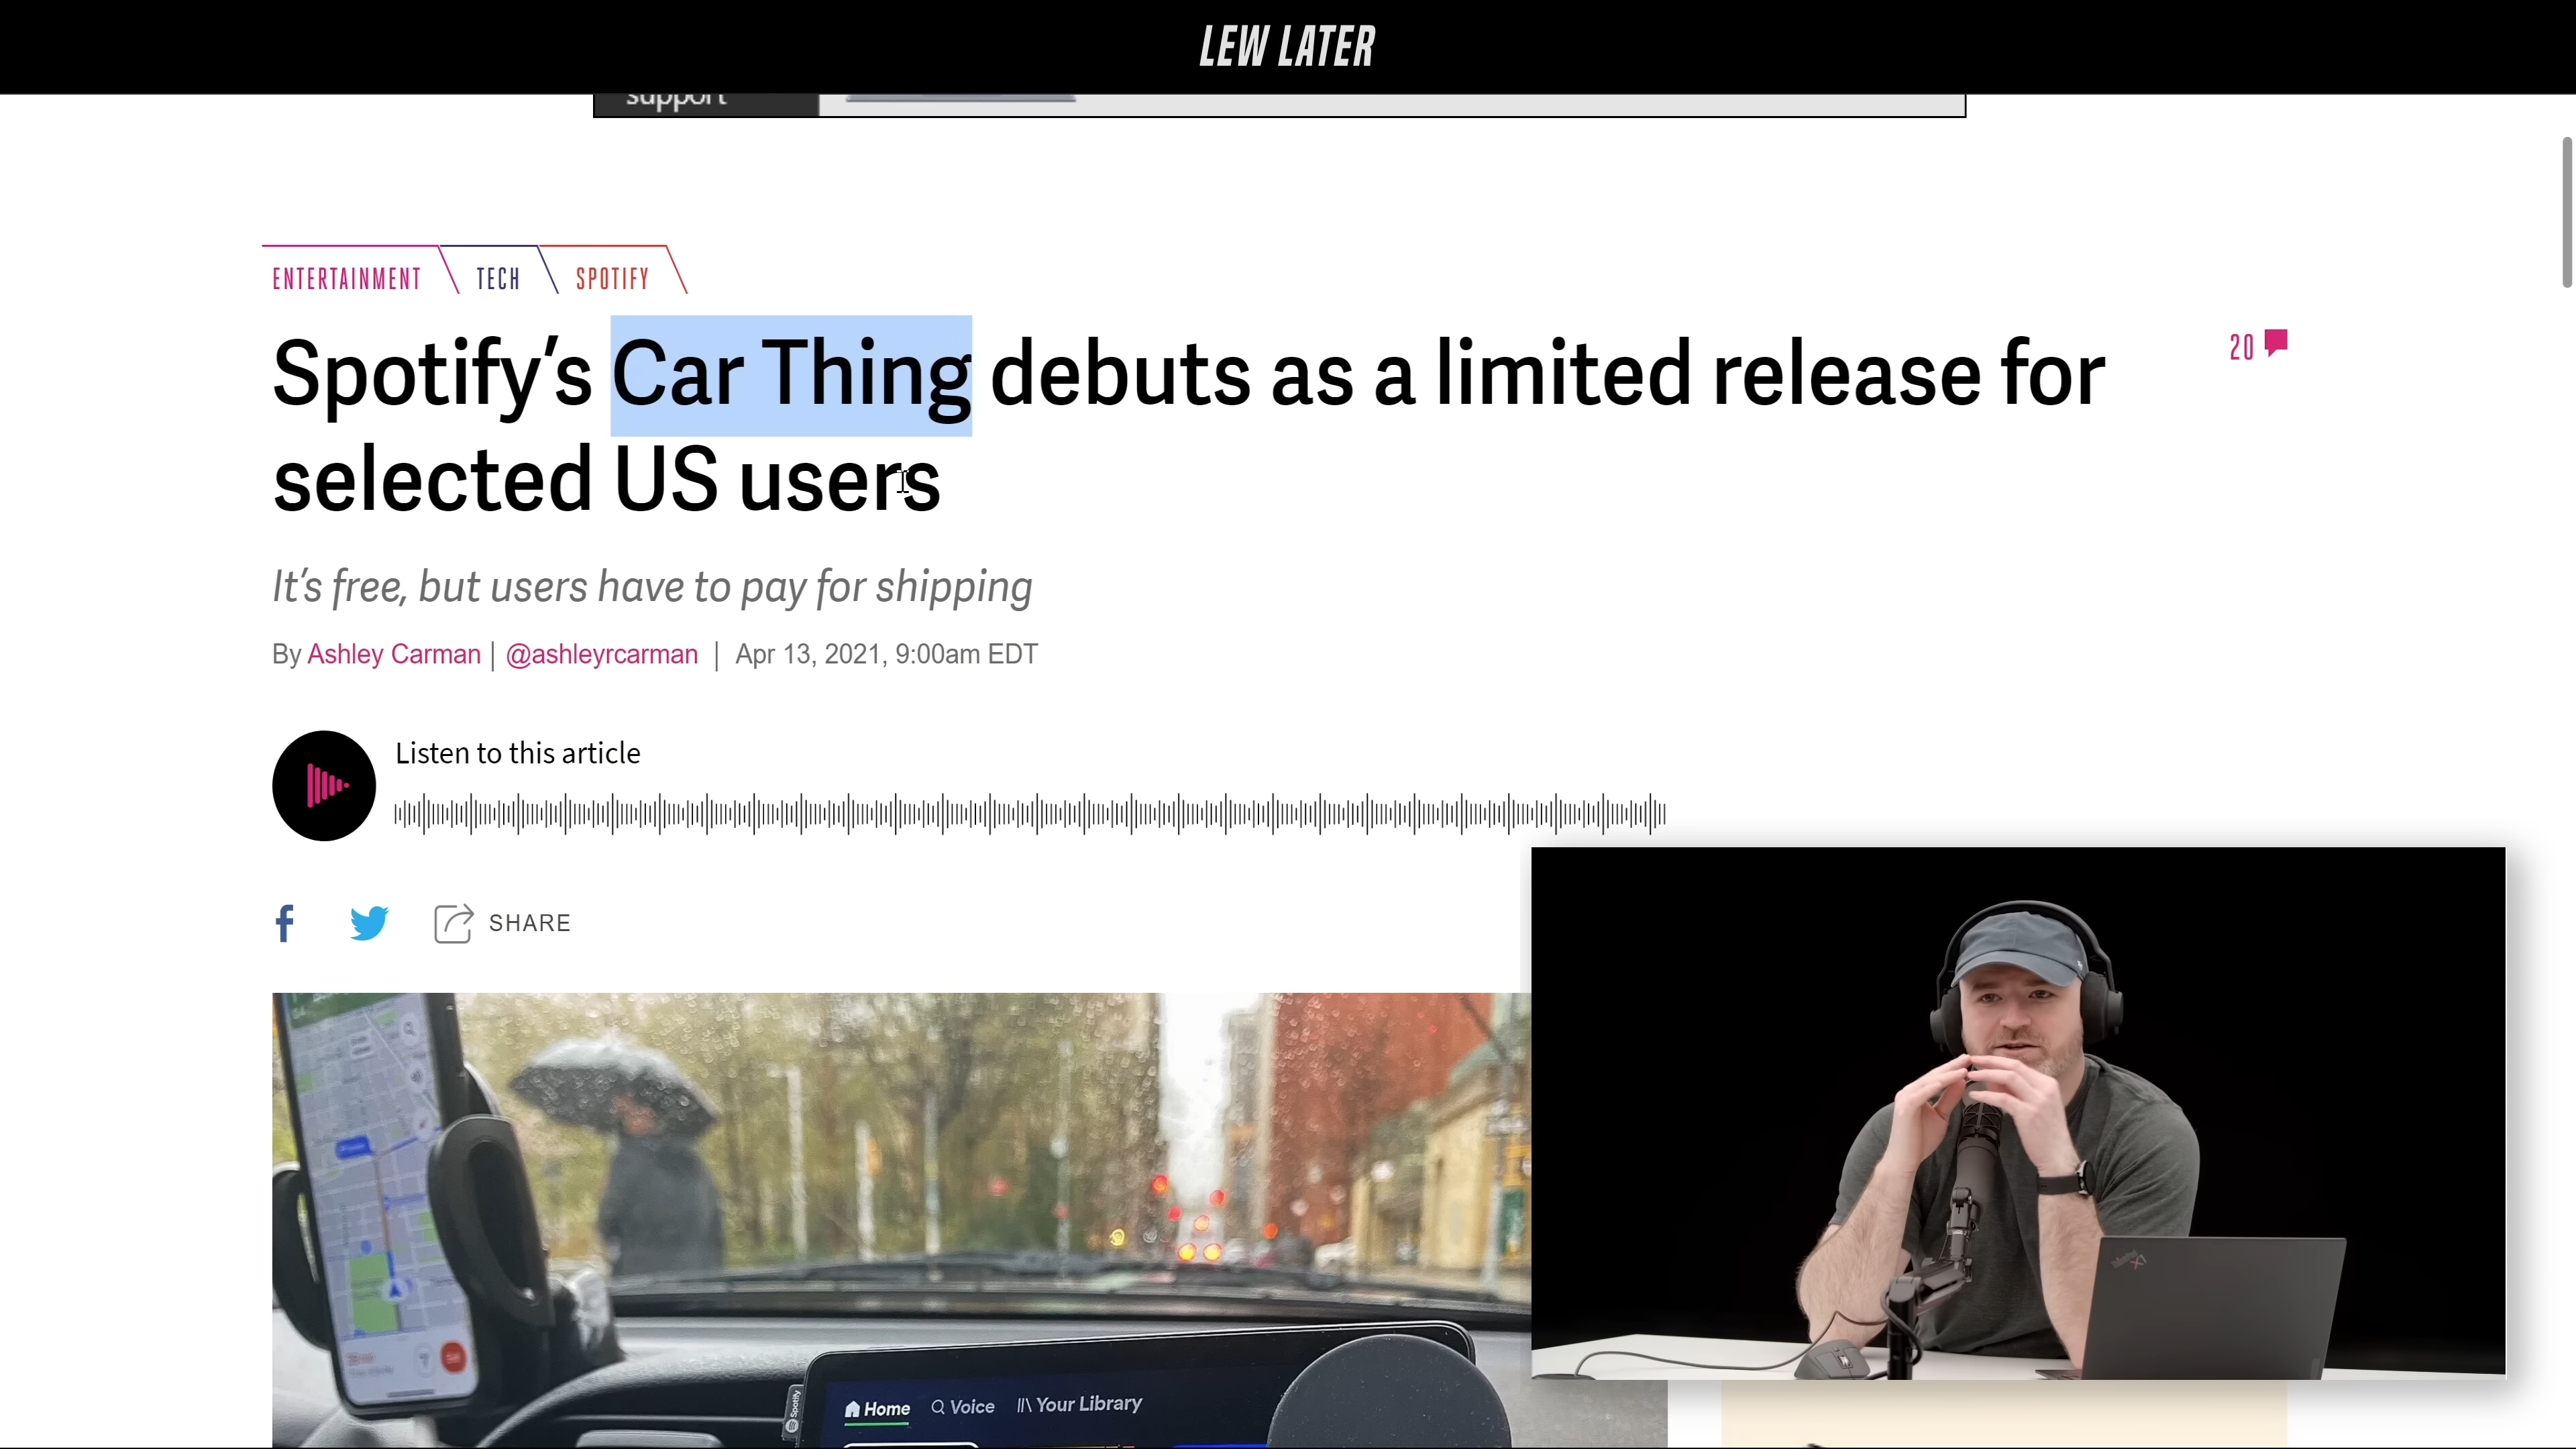 LEW LATER
support
ENTERTAINMENT TECH SPOTIFY
Spotify’s Car Thing debuts as a limited release for
selected US users
20
It’s free, but users have to pay for shipping
By Ashley Carman | @ashleyrcarman | Apr 13, 2021, 9:00am EDT
Listen to this article
SHARE
Spotify
Home Voice Your Library